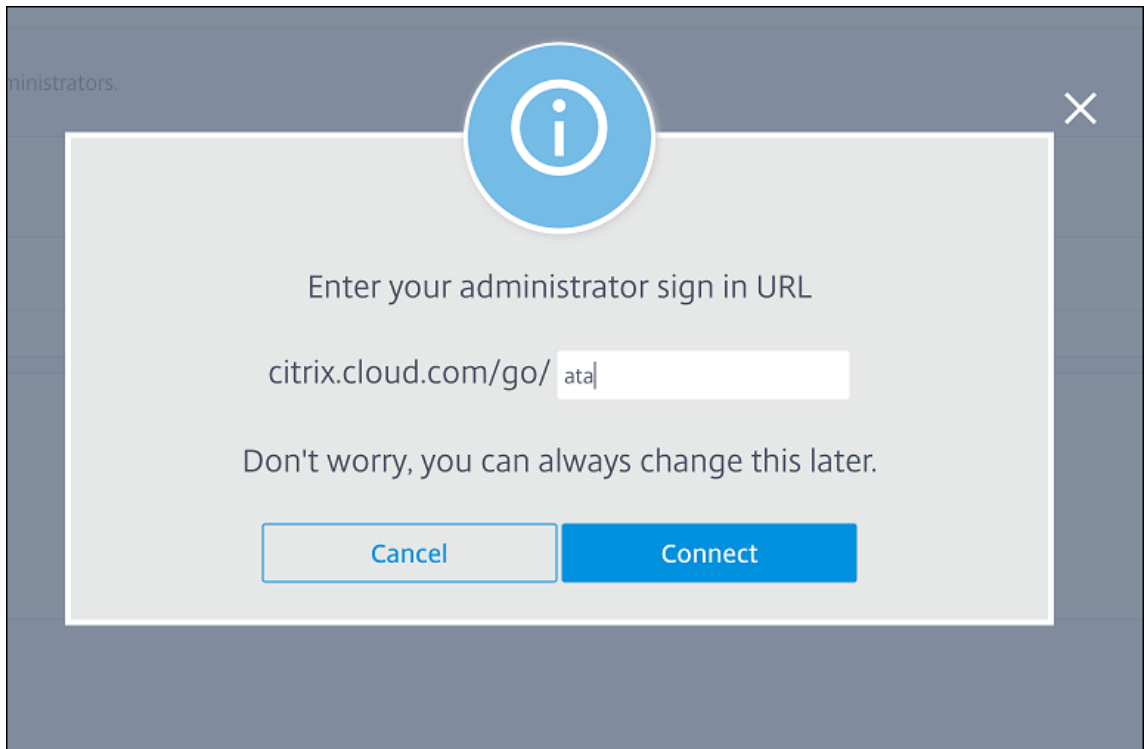 ministrators.
Enter your administrator sign in URL
citrix.cloud.com/go/ ata
Don't worry, you can always change this later.
Cancel Connect